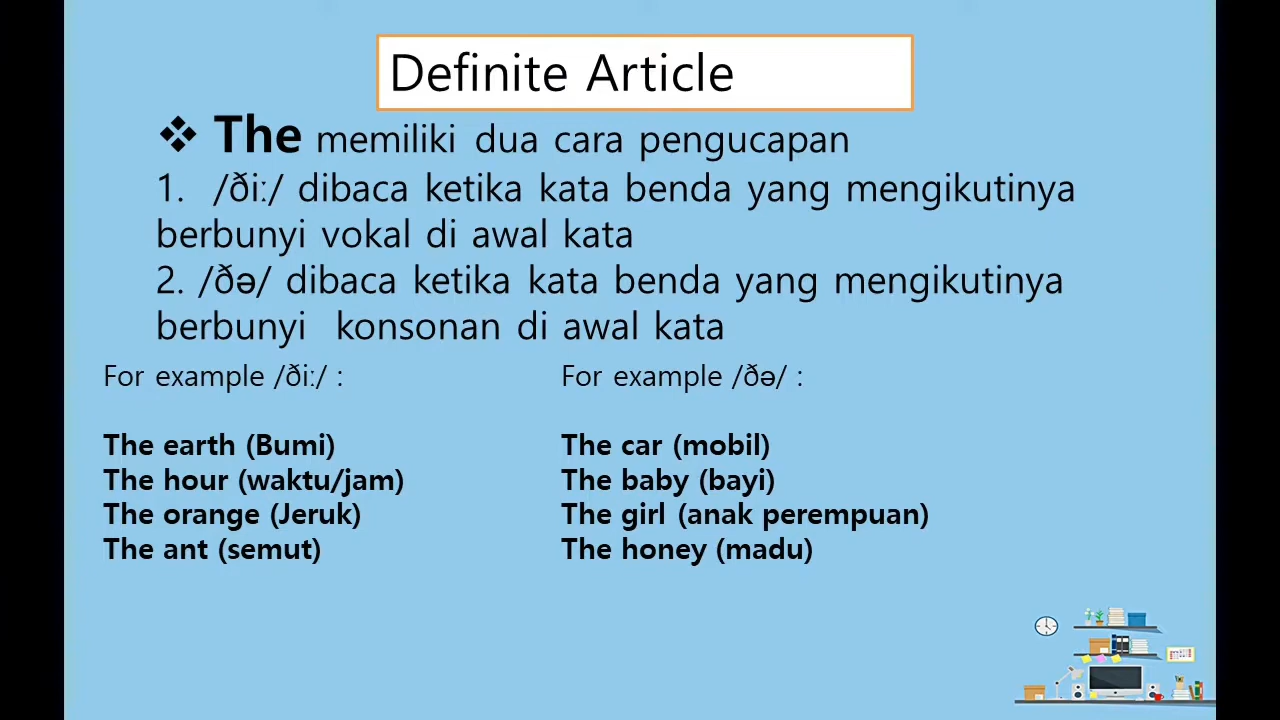 Definite Article
❖ The memiliki dua cara pengucapan
1. /ðiː/ dibaca ketika kata benda yang mengikutinya
berbunyi vokal di awal kata
2. /ðə/ dibaca ketika kata benda yang mengikutinya
berbunyi konsonan di awal kata
For example /ðiː/ :
The earth (Bumi)
The hour (waktu/jam)
The orange (Jeruk)
The ant (semut)
For example /ðə/ :
The car (mobil)
The baby (bayi)
The girl (anak perempuan)
The honey (madu)